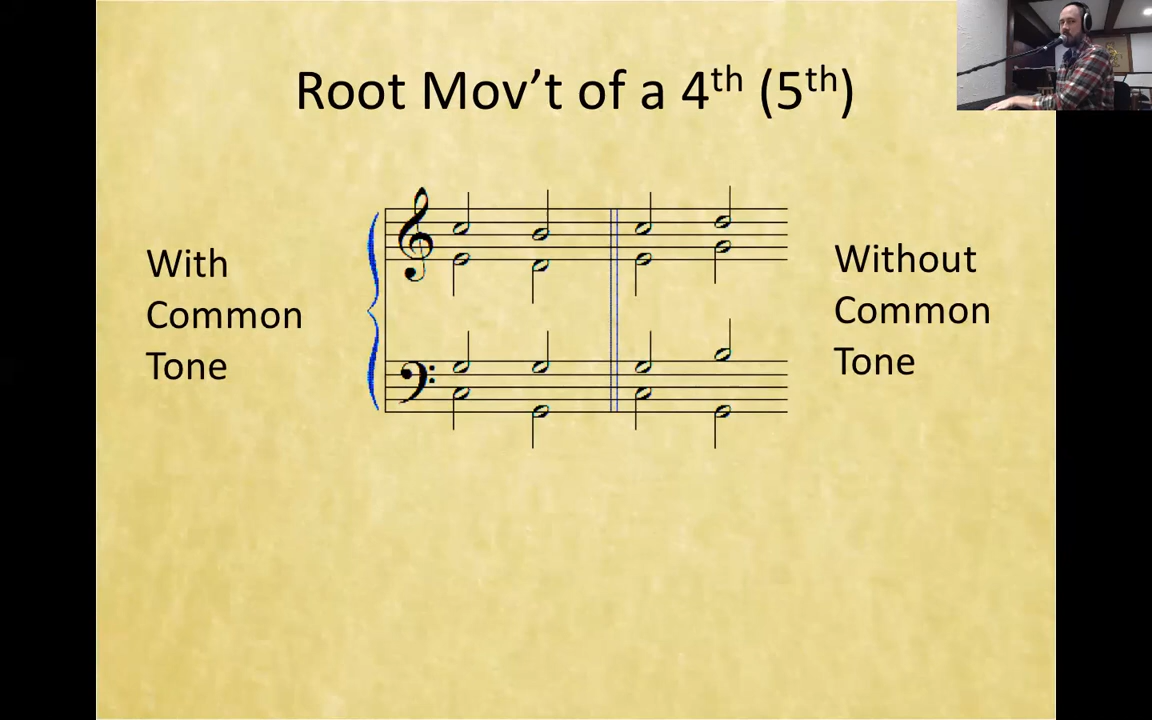 Root Mov’t of a 4th (5th)
With
Common
Tone
Without
Common
Tone